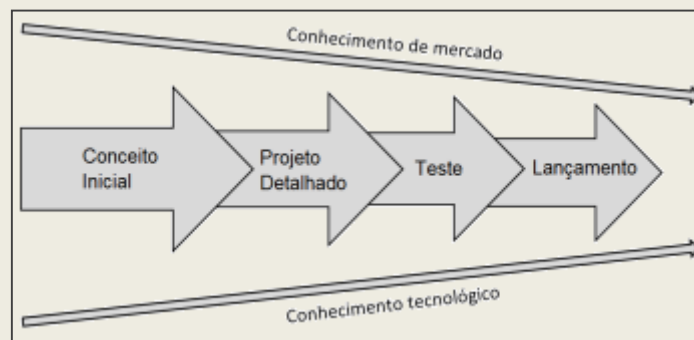 Conhecimento de mercado
Conceito
Inicial
Projeto
Detalhado
Teste
Lançamento
Conhecimento tecnológico